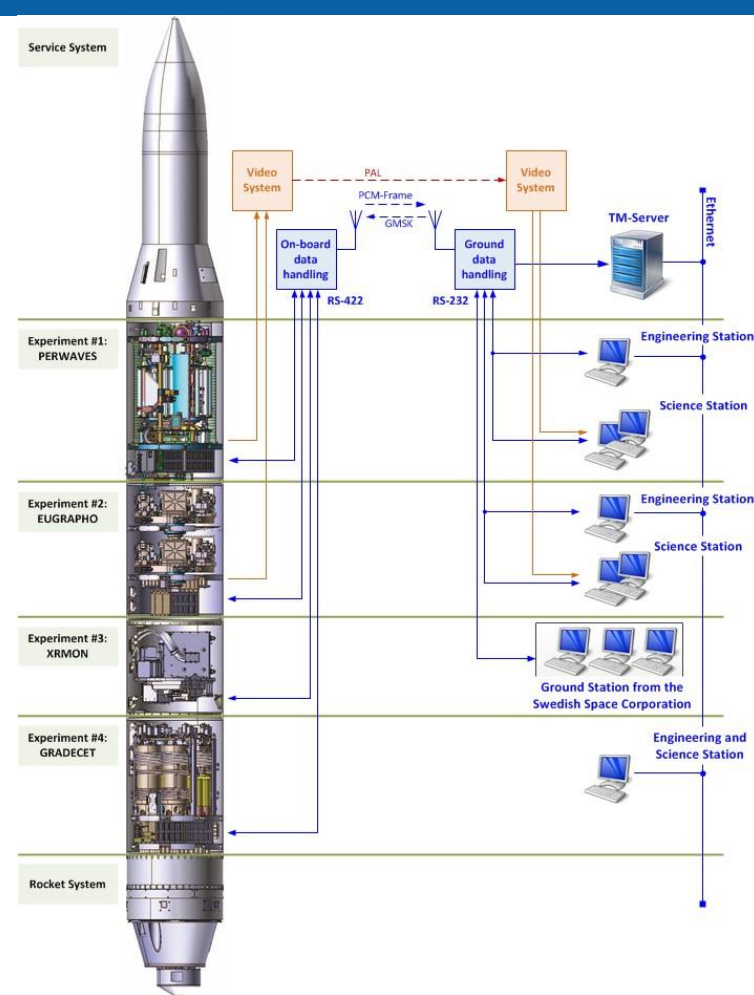 Service System
Video
System
PAL
Video
System
PCM-Frame
GMSK
TM-Server
Ethernet
On-board
data
handling
Ground
data
handling
RS-422
RS-232
Experiment #1:
PERWAVES
Engineering Station
Science Station
Experiment #2:
EUGRAPHO
Engineering Station
Science Station
Experiment #3:
XRMON
Ground Station from the
Swedish Space Corporation
Experiment #4:
GRADECET
Engineering and
Science Station
Rocket System